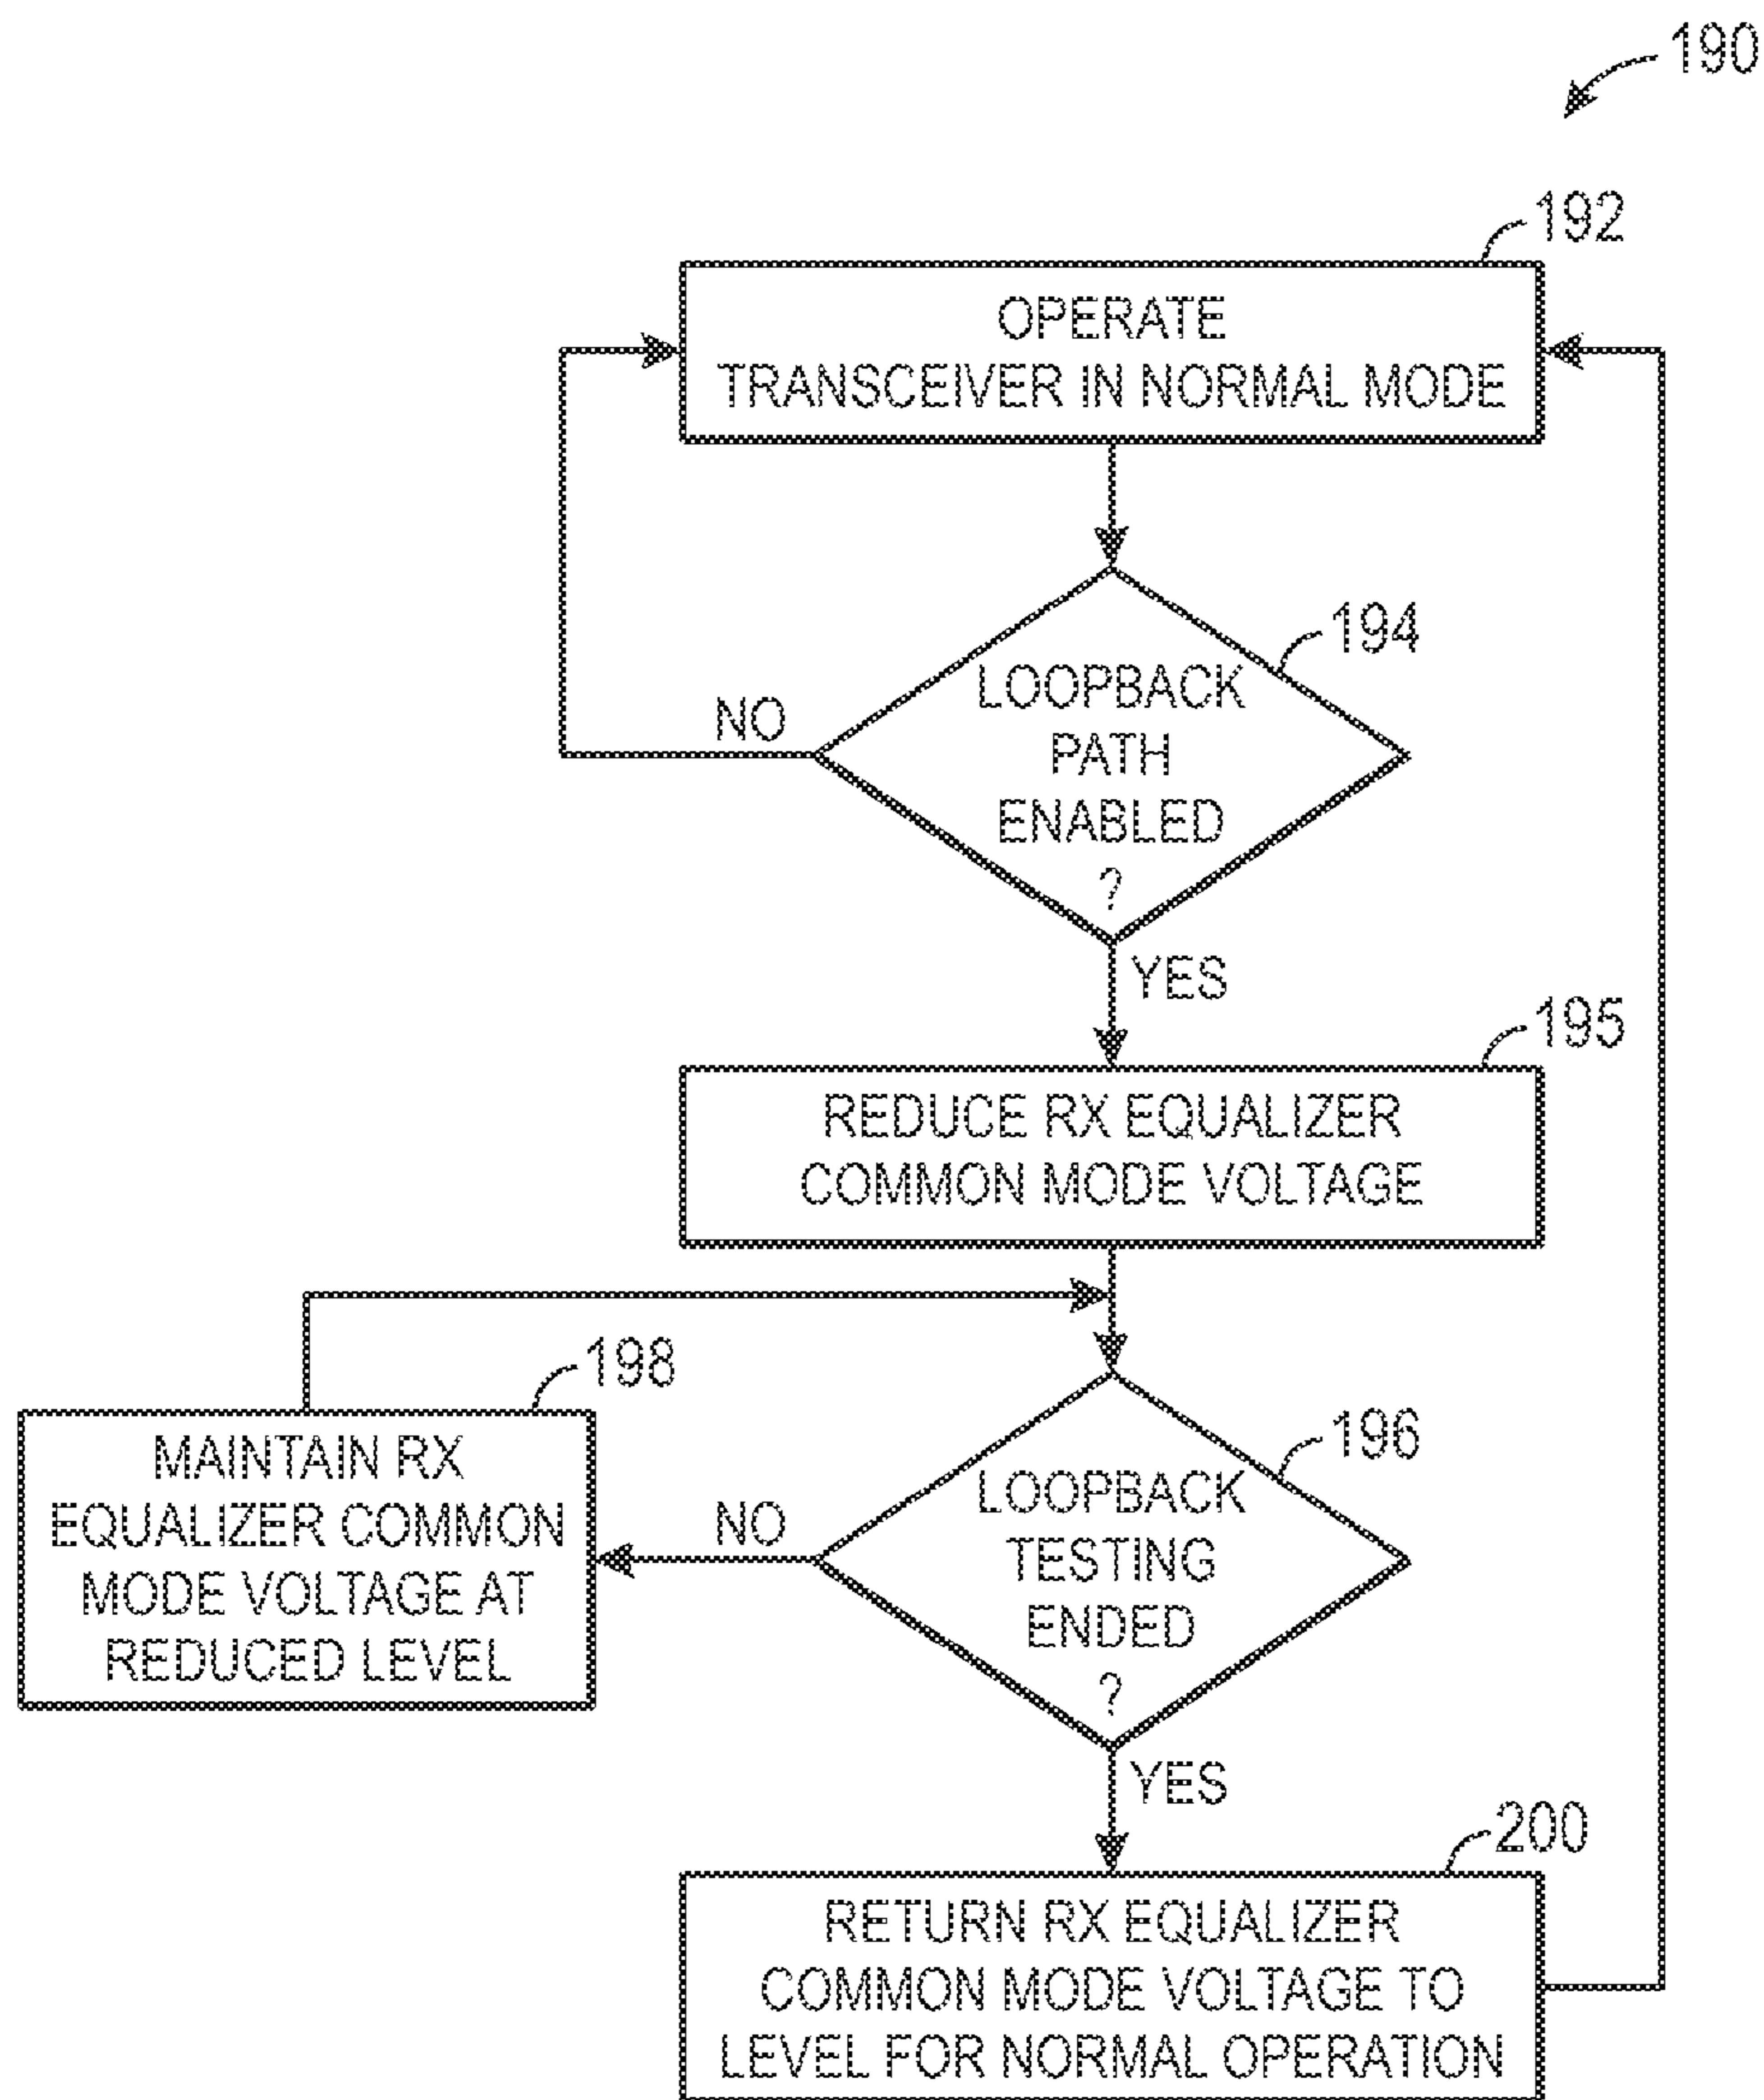 190
192
OPERATE
TRANSCEIVER IN NORMAL MODE
194
LOOPBACK
PATH
ENABLED
?
NO
YES
195
REDUCE RX EQUALIZER
COMMON MODE VOLTAGE
198
MAINTAIN RX
EQUALIZER COMMON
MODE VOLTAGE AT
REDUCED LEVEL
196
LOOPBACK
TESTING
ENDED
?
NO
YES
200
RETURN RX EQUALIZER
COMMON MODE VOLTAGE TO
LEVEL FOR NORMAL OPERATION